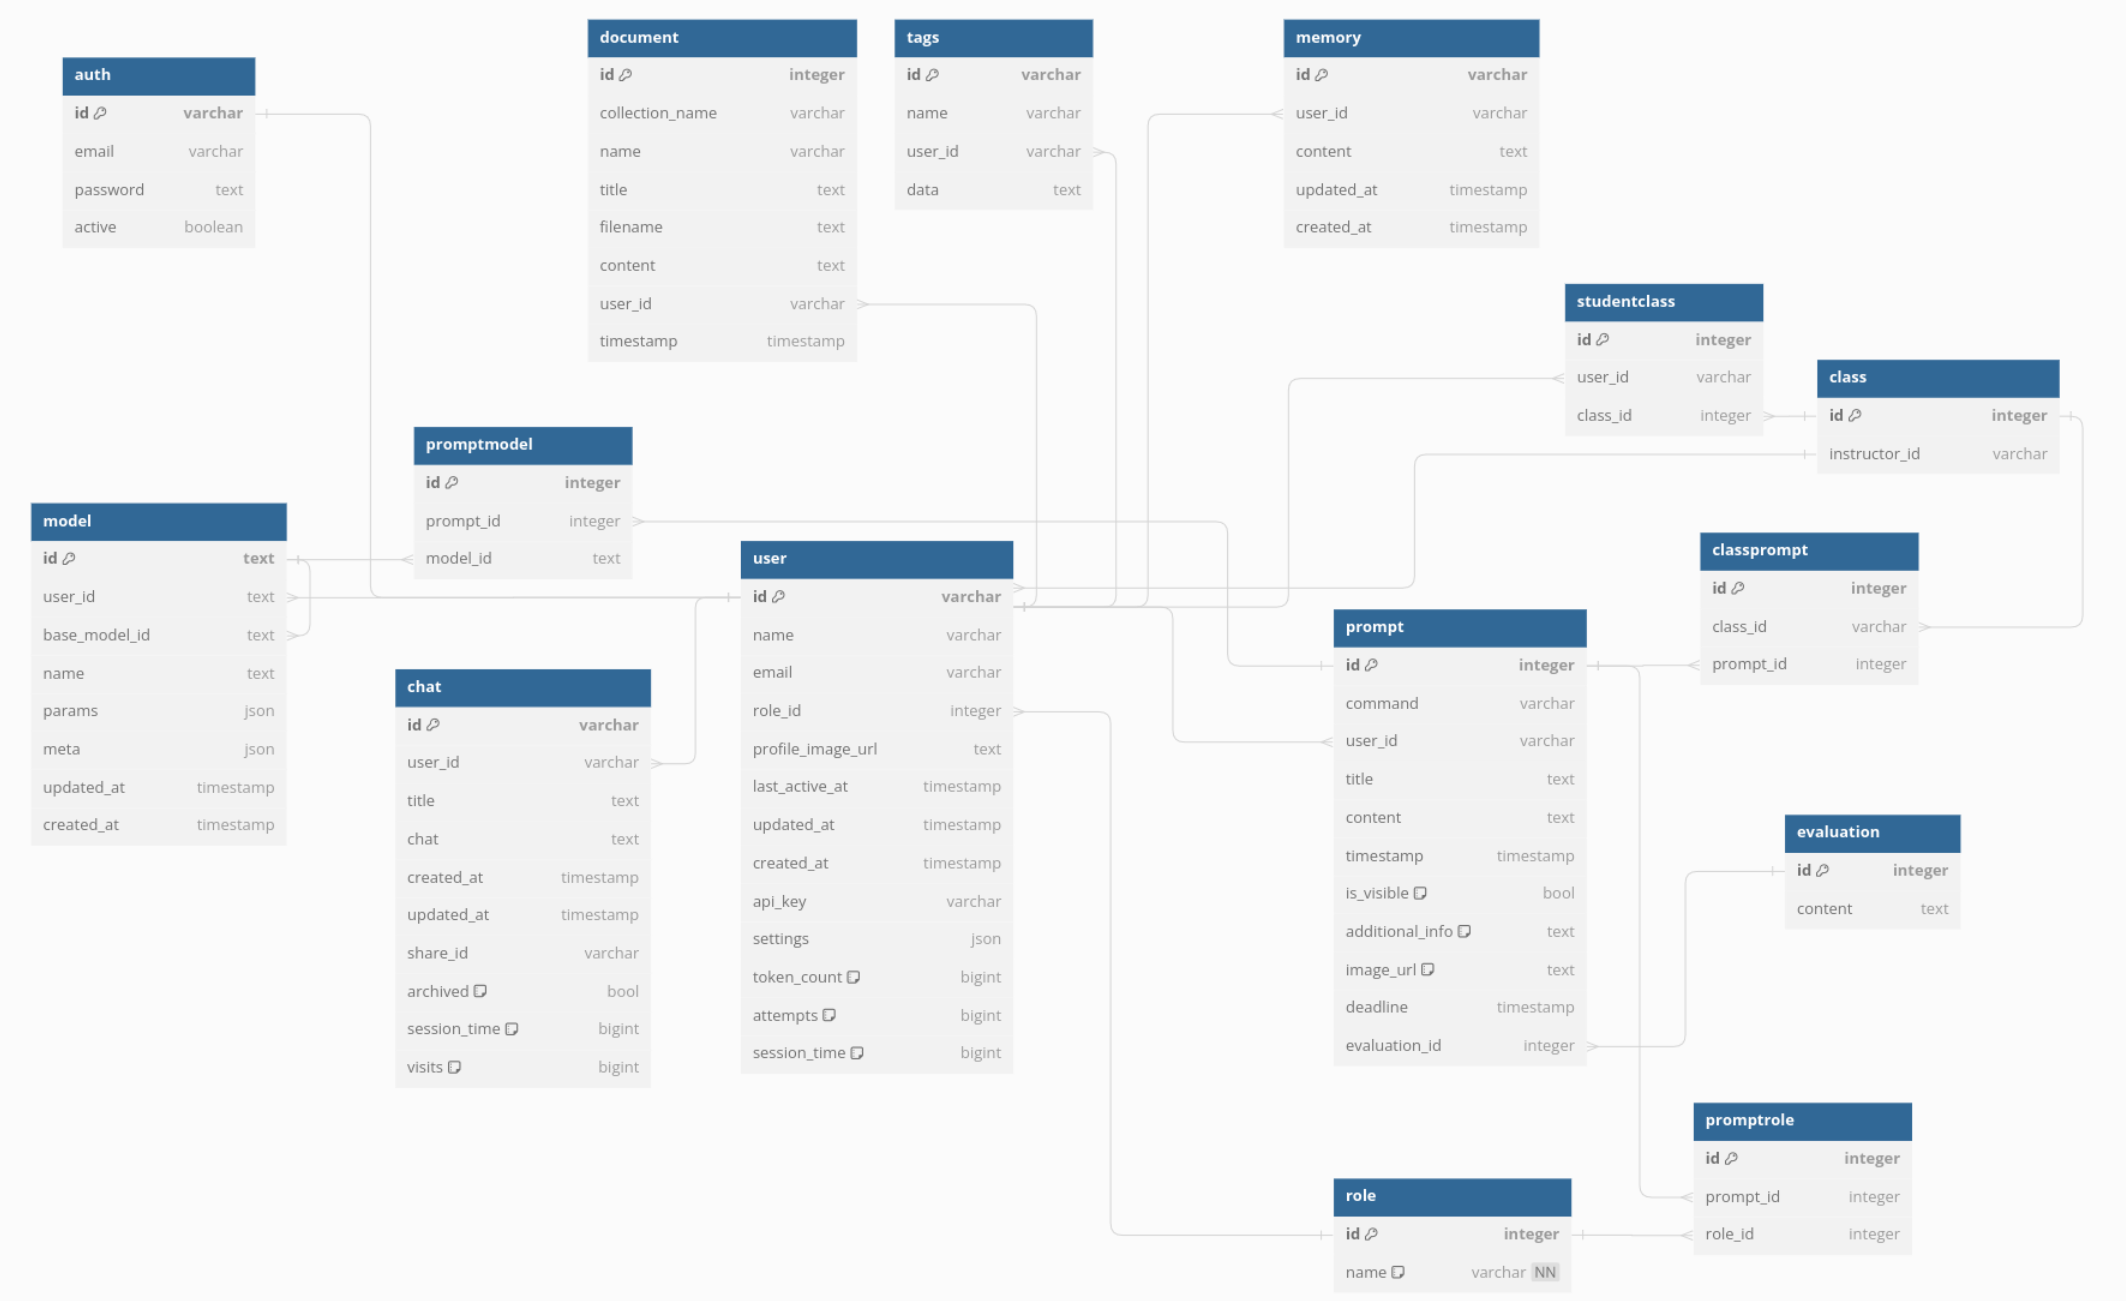 auth
id varchar
email varchar
password text
active boolean
document
id integer
collection_name varchar
name varchar
title text
filename text
content text
user_id varchar
timestamp timestamp
tags
id varchar
name varchar
user_id varchar
data text
memory
id varchar
user_id varchar
content text
updated_at timestamp
created_at timestamp
studentclass
id integer
user_id varchar
class_id integer
class
id integer
instructor_id varchar
promptmodel
id integer
prompt_id integer
model_id text
model
id text
user_id text
base_model_id text
name text
params json
meta json
updated_at timestamp
created_at timestamp
user
id varchar
name varchar
email varchar
role_id integer
profile_image_url text
last_active_at timestamp
updated_at timestamp
created_at timestamp
api_key varchar
settings json
token_count bigint
attempts bigint
session_time bigint
chat
id varchar
user_id varchar
title text
chat text
created_at timestamp
updated_at timestamp
share_id varchar
archived bool
session_time bigint
visits bigint
classprompt
id integer
class_id varchar
prompt_id integer
prompt
id integer
command varchar
user_id varchar
title text
content text
timestamp timestamp
is_visible bool
additional_info text
image_url text
deadline timestamp
evaluation_id integer
evaluation
id integer
content text
promptrole
id integer
prompt_id integer
role_id integer
role
id integer
name varchar NN